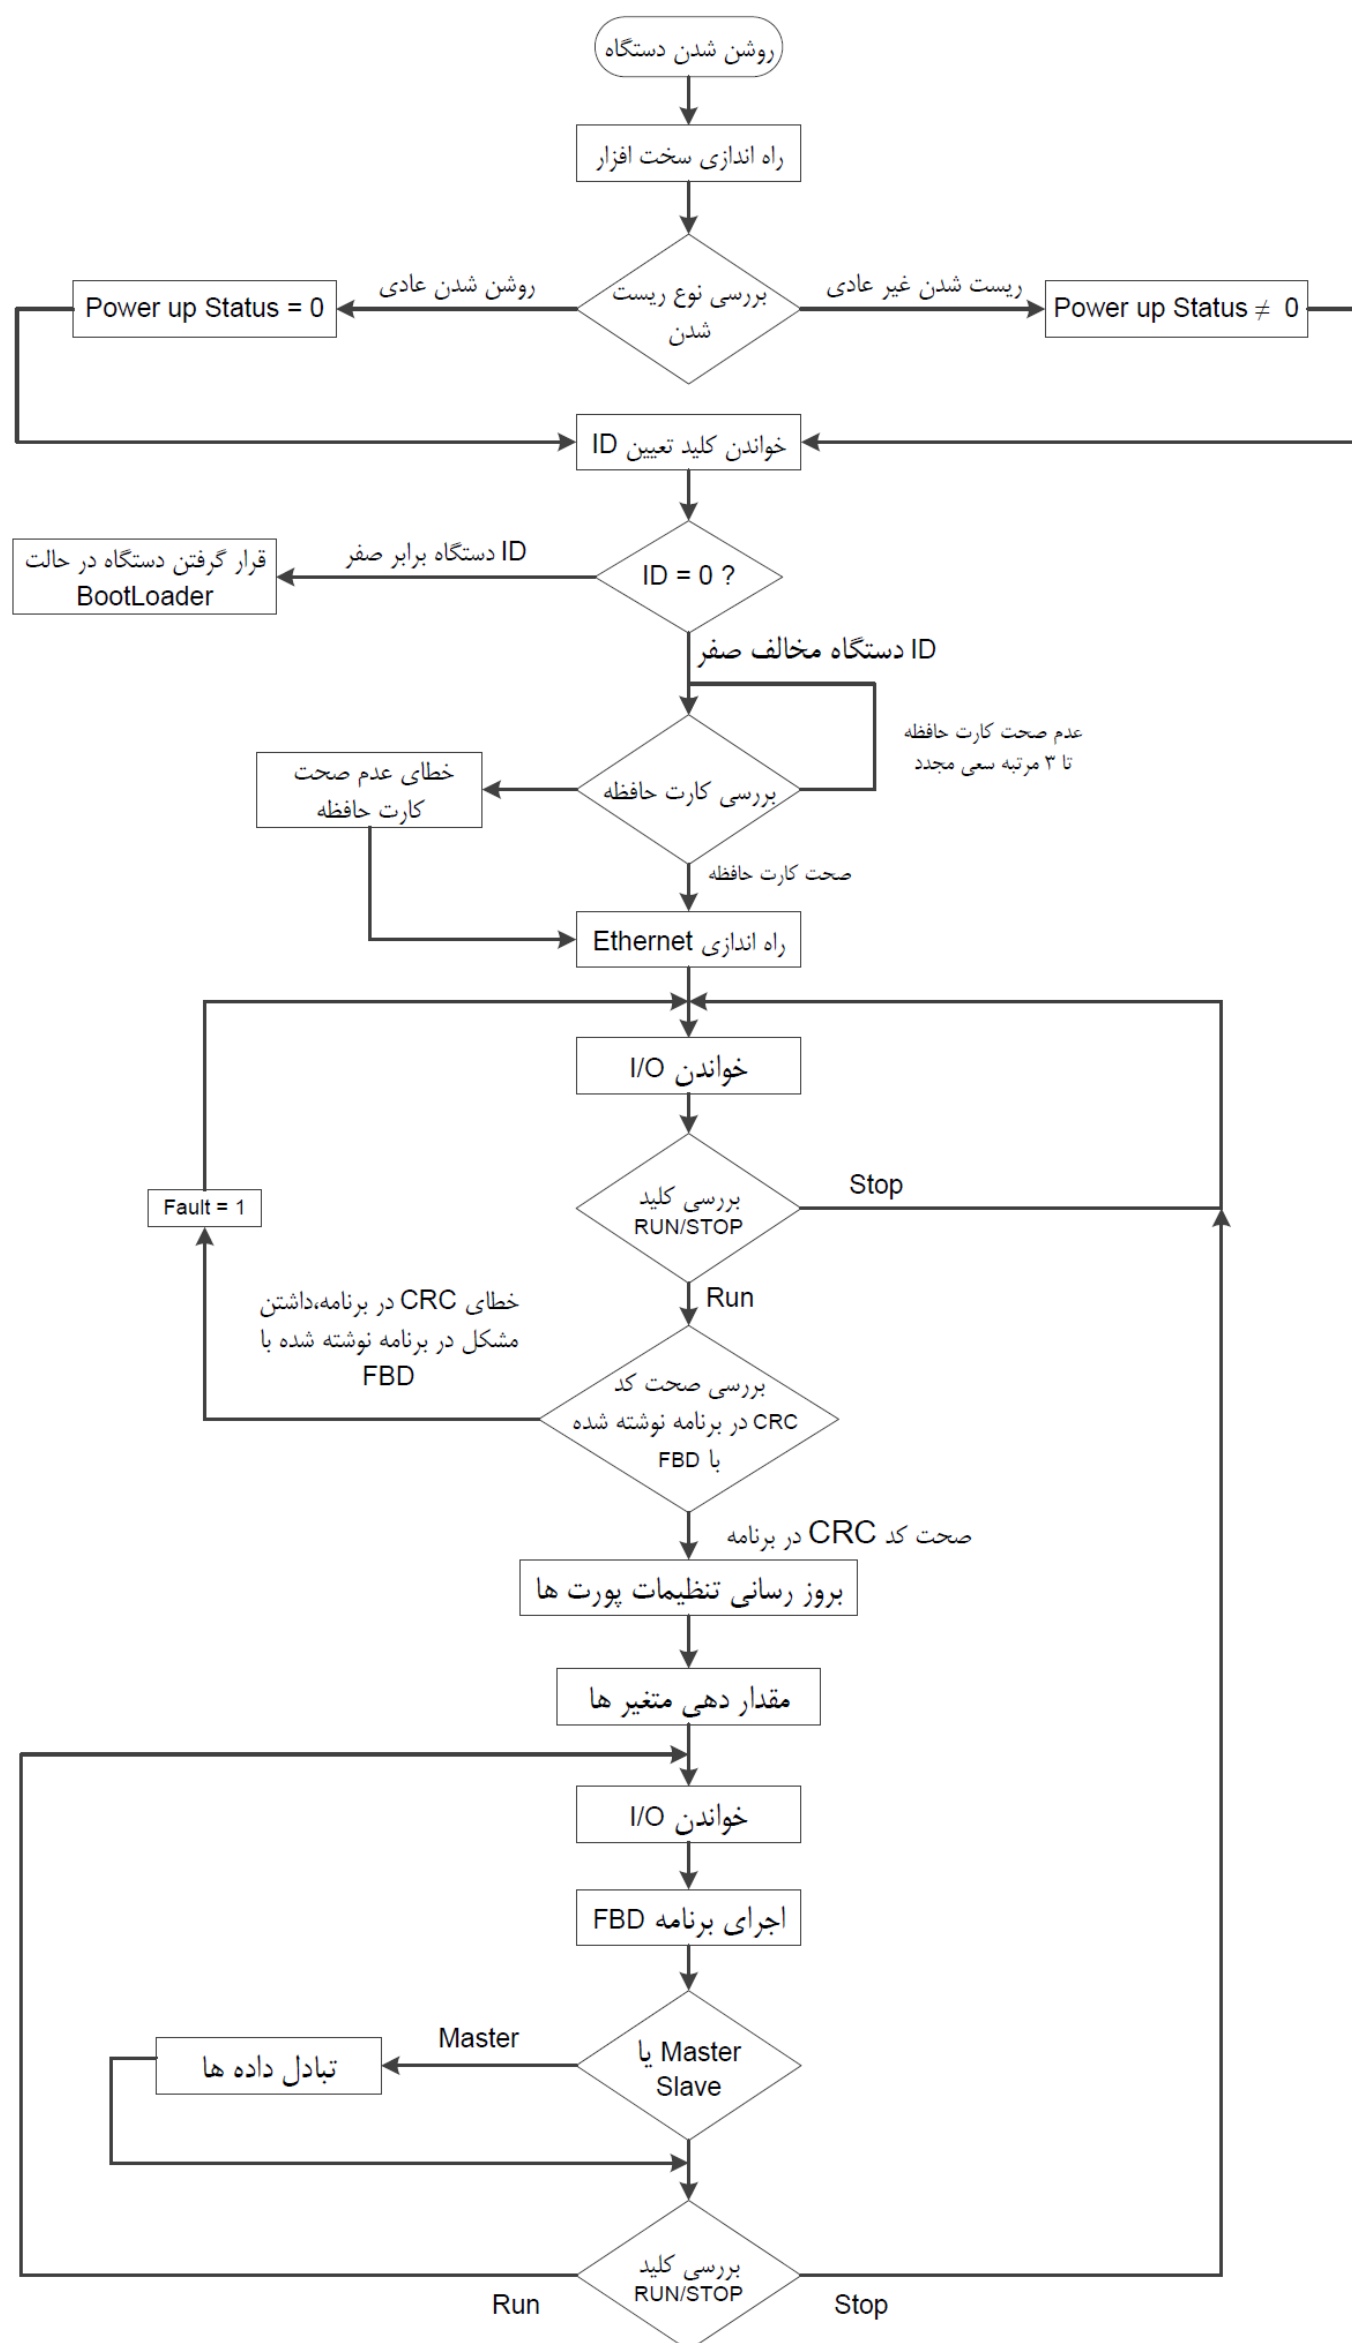 روشن شدن دستگاه
راه اندازی سخت افزار
ریست شدن غیر عادی
روشن شدن عادی
بررسی نوع ریست
شدن
Power up Status ≠ 0
Power up Status = 0
خواندن کلید تعیین ID
ID = 0 ?
ID دستگاه برابر صفر
قرار گرفتن دستگاه در حالت
BootLoader
ID دستگاه مخالف صفر
عدم صحت کارت حافظه
تا ۳ مرتبه سعی مجدد
بررسی کارت حافظه
خطای عدم صحت
کارت حافظه
صحت کارت حافظه
راه اندازی Ethernet
خواندن I/O
بررسی کلید
RUN/STOP
Stop
Fault = 1
Run
خطای CRC در برنامه،داشتن
مشکل در برنامه نوشته شده با
FBD
بررسی صحت کد
CRC در برنامه نوشته شده
با FBD
صحت کد CRC در برنامه
بروز رسانی تنظیمات پورت ها
مقدار دهی متغیر ها
خواندن I/O
اجرای برنامه FBD
Master یا
Slave
Master
تبادل داده ها
بررسی کلید
RUN/STOP
Run
Stop